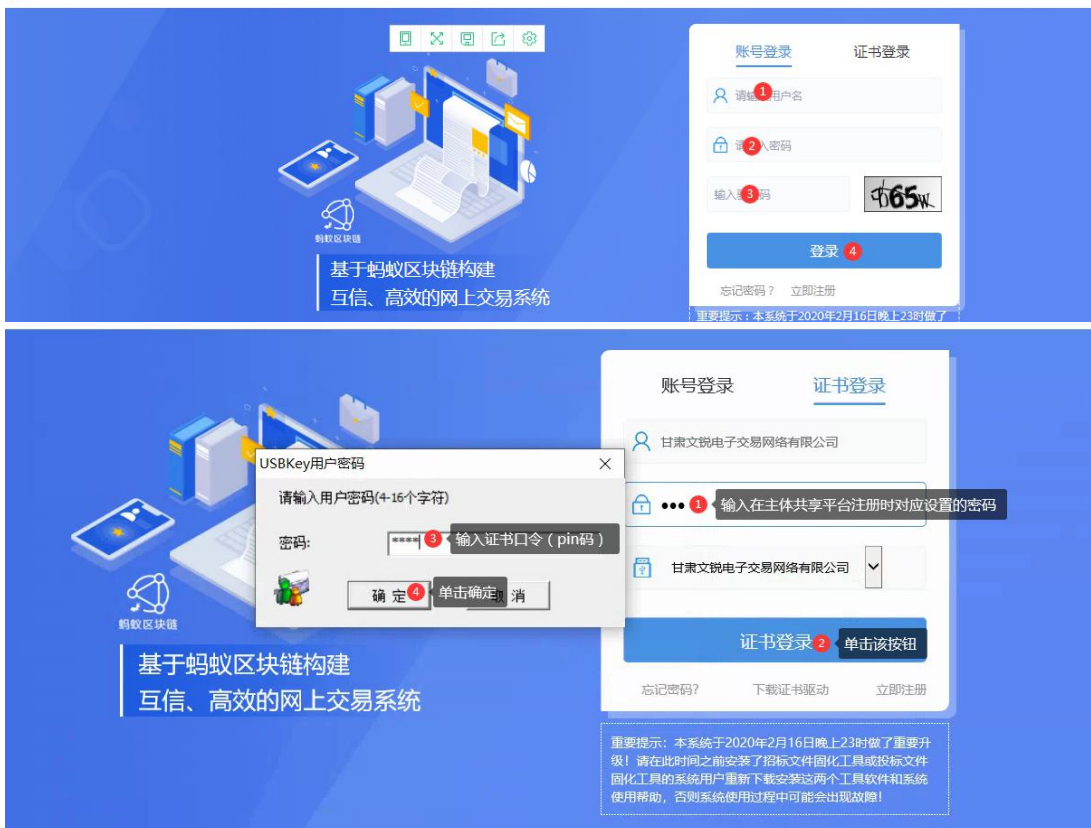 账号登录 证书登录
1
请输 用户名
2
请 入密码
3
输入 码
登录 4
忘记密码？ 立即注册
蚂蚁区块链
基于蚂蚁区块链构建
互信、高效的网上交易系统
重要提示：本系统于2020年2月16日晚上23时做了
账号登录 证书登录
甘肃文锐电子交易网络有限公司
••• 1 输入在主体共享平台注册时对应设置的密码
甘肃文锐电子交易网络有限公司
证书登录 2 单击该按钮
忘记密码? 下载证书驱动 立即注册
USBKey用户密码
请输入用户密码(4-16个字符)
密码: **** 3 输入证书口令（pin码）
确 定 4 单击确定 消
蚂蚁区块链
基于蚂蚁区块链构建
互信、高效的网上交易系统
重要提示：本系统于2020年2月16日晚上23时做了重要升
级！请在此时间之前安装了招标文件固化工具或投标文件
固化工具的系统用户重新下载安装这两个工具软件和系统
使用帮助，否则系统使用过程中可能会出现故障！